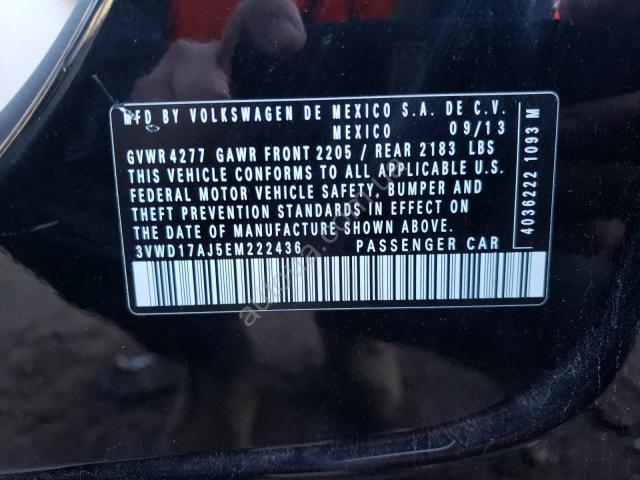 MFD BY VOLKSWAGEN DE MEXICO S.A. DE C.V.
MEXICO 09/13
GVWR 4277 GAWR FRONT 2205 / REAR 2183 LBS
THIS VEHICLE CONFORMS TO ALL APPLICABLE U.S.
FEDERAL MOTOR VEHICLE SAFETY, BUMPER AND
THEFT PREVENTION STANDARDS IN EFFECT ON
THE DATE OF MANUFACTURE SHOWN ABOVE.
3VWD17AJ5EM222436 PASSENGER CAR
4036222 1093 M